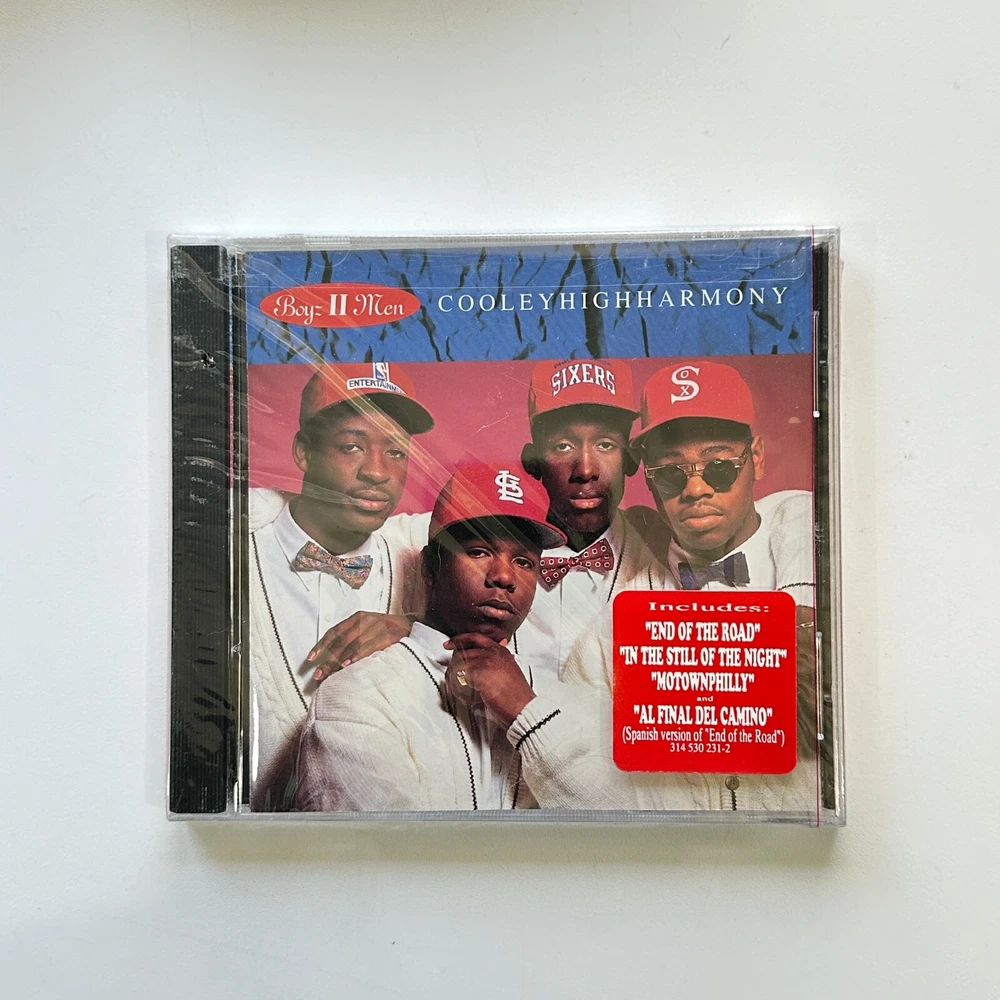 Boyz II Men
COOLEYHIGHHARMONY
SIXERS
SOX
STL
Includes:
"END OF THE ROAD"
"IN THE STILL OF THE NIGHT"
"MOTOWNPHILLY"
and
"AL FINAL DEL CAMINO"
(Spanish version of "End of the Road")
314 530 231-2